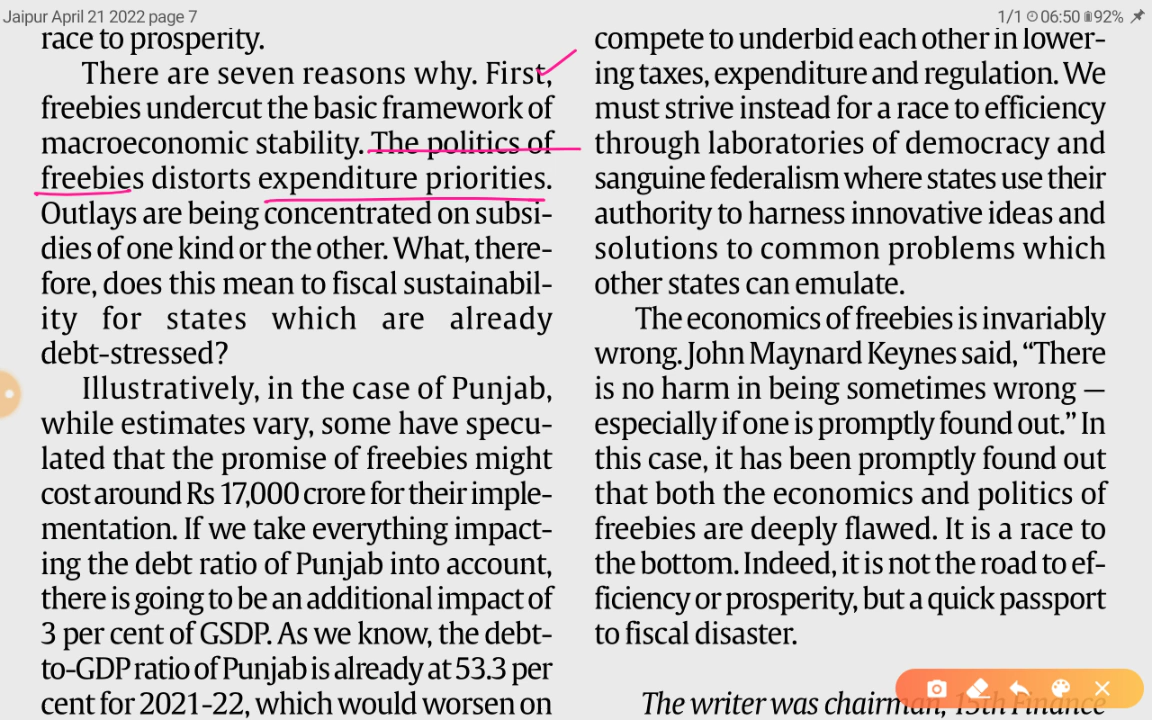 Jaipur April 21 2022 page 7
1/1 06:50 92%
race to prosperity.
There are seven reasons why. First,
freebies undercut the basic framework of
macroeconomic stability. The politics of
freebies distorts expenditure priorities.
Outlays are being concentrated on subsi-
dies of one kind or the other. What, there-
fore, does this mean to fiscal sustainabil-
ity for states which are already
debt-stressed?
Illustratively, in the case of Punjab,
while estimates vary, some have specu-
lated that the promise of freebies might
cost around Rs 17,000 crore for their imple-
mentation. If we take everything impact-
ing the debt ratio of Punjab into account,
there is going to be an additional impact of
3 per cent of GSDP. As we know, the debt-
to-GDP ratio of Punjab is already at 53.3 per
cent for 2021-22, which would worsen on
compete to underbid each other in lower-
ing taxes, expenditure and regulation. We
must strive instead for a race to efficiency
through laboratories of democracy and
sanguine federalism where states use their
authority to harness innovative ideas and
solutions to common problems which
other states can emulate.
The economics of freebies is invariably
wrong. John Maynard Keynes said, “There
is no harm in being sometimes wrong —
especially if one is promptly found out.” In
this case, it has been promptly found out
that both the economics and politics of
freebies are deeply flawed. It is a race to
the bottom. Indeed, it is not the road to ef-
ficiency or prosperity, but a quick passport
to fiscal disaster.
The writer was chairman, 15th Finance